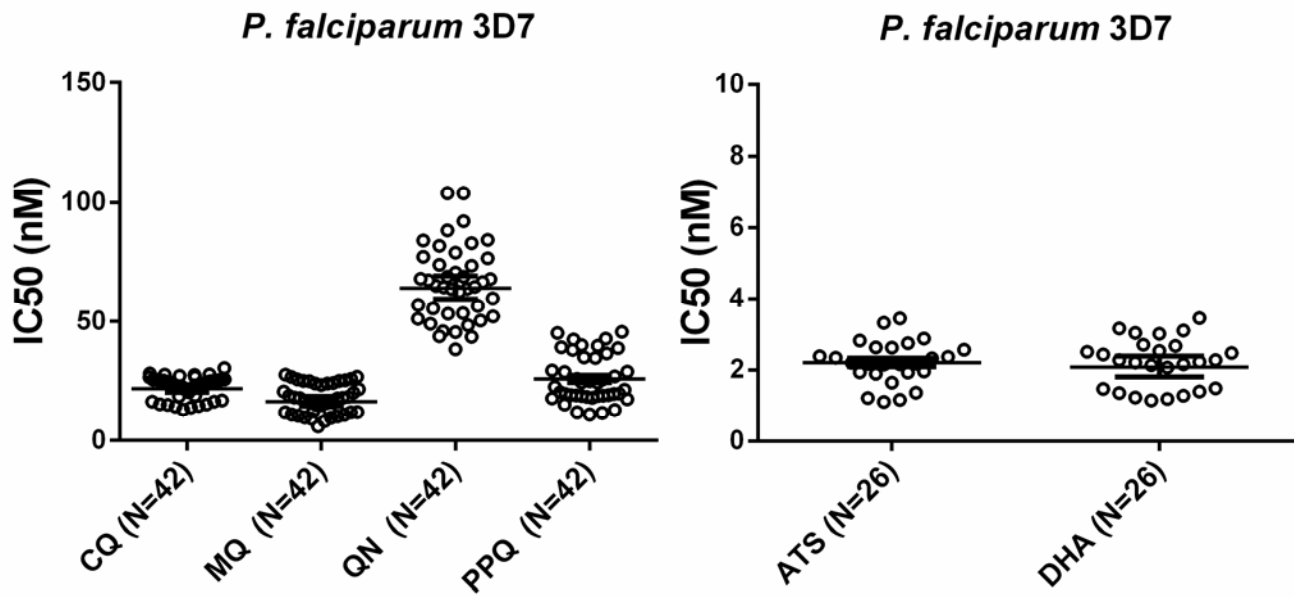 P. falciparum 3D7
IC50 (nM)
150
100
50
0
CQ (N=42)
MQ (N=42)
QN (N=42)
PPQ (N=42)
P. falciparum 3D7
IC50 (nM)
10
8
6
4
2
0
ATS (N=26)
DHA (N=26)